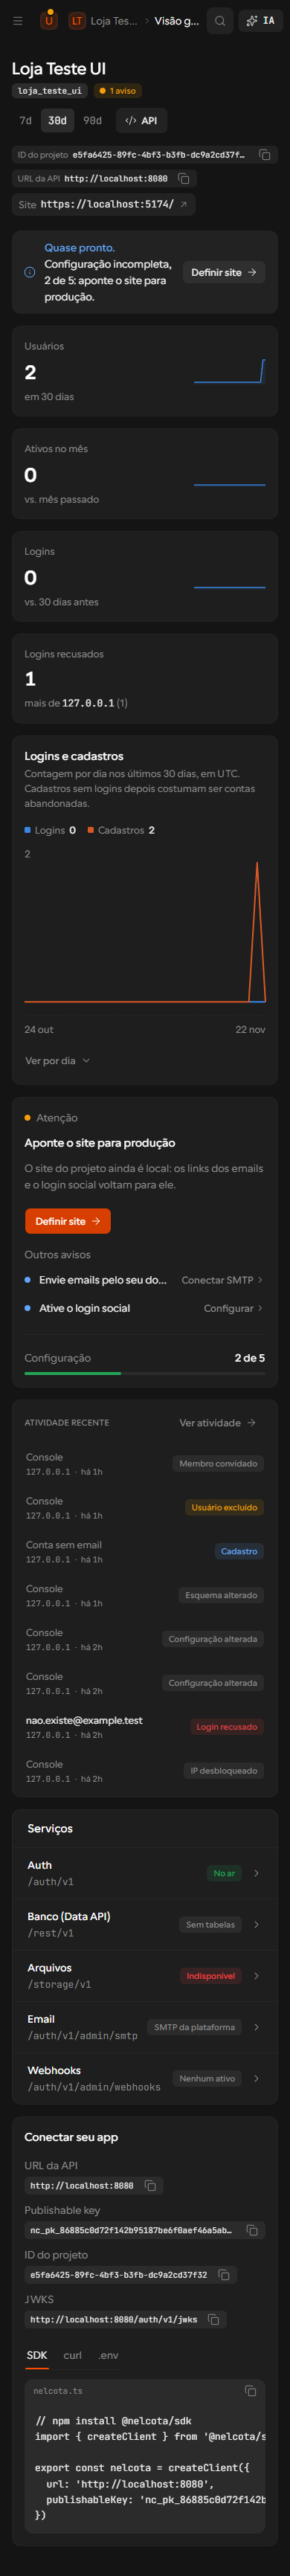 U LT Loja Tes... > Visão g... IA
Loja Teste UI
loja_teste_ui 1 aviso
7d 30d 90d </> API
ID do projeto e5fa6425-89fc-4bf3-b3fb-dc9a2cd37f...
URL da API http://localhost:8080
Site https://localhost:5174/ ↗
Quase pronto.
Configuração incompleta,
2 de 5: aponte o site para
produção.
Definir site →
Usuários
2
em 30 dias
Ativos no mês
0
vs. mês passado
Logins
0
vs. 30 dias antes
Logins recusados
1
mais de 127.0.0.1 (1)
Logins e cadastros
Contagem por dia nos últimos 30 dias, em UTC.
Cadastros sem logins depois costumam ser contas
abandonadas.
Logins 0 Cadastros 2
2
24 out 22 nov
Ver por dia
Atenção
Aponte o site para produção
O site do projeto ainda é local: os links dos emails
e o login social voltam para ele.
Definir site →
Outros avisos
Envie emails pelo seu do... Conectar SMTP >
Ative o login social Configurar >
Configuração 2 de 5
ATIVIDADE RECENTE Ver atividade →
Console
127.0.0.1 · há 1h
Membro convidado
Console
127.0.0.1 · há 1h
Usuário excluído
Conta sem email
127.0.0.1 · há 1h
Cadastro
Console
127.0.0.1 · há 1h
Esquema alterado
Console
127.0.0.1 · há 2h
Configuração alterada
Console
127.0.0.1 · há 2h
Configuração alterada
nao.existe@example.test
127.0.0.1 · há 2h
Login recusado
Console
127.0.0.1 · há 2h
IP desbloqueado
Serviços
Auth
/auth/v1
No ar >
Banco (Data API)
/rest/v1
Sem tabelas >
Arquivos
/storage/v1
Indisponível >
Email
/auth/v1/admin/smtp
SMTP da plataforma >
Webhooks
/auth/v1/admin/webhooks
Nenhum ativo >
Conectar seu app
URL da API
http://localhost:8080
Publishable key
nc_pk_86885c0d72f142b95187be6f0aef46a5ab...
ID do projeto
e5fa6425-89fc-4bf3-b3fb-dc9a2cd37f32
JWKS
http://localhost:8080/auth/v1/jwks
SDK curl .env
nelcota.ts
// npm install @nelcota/sdk
import { createClient } from '@nelcota/s
export const nelcota = createClient({
url: 'http://localhost:8080',
publishableKey: 'nc_pk_86885c0d72f142b
})